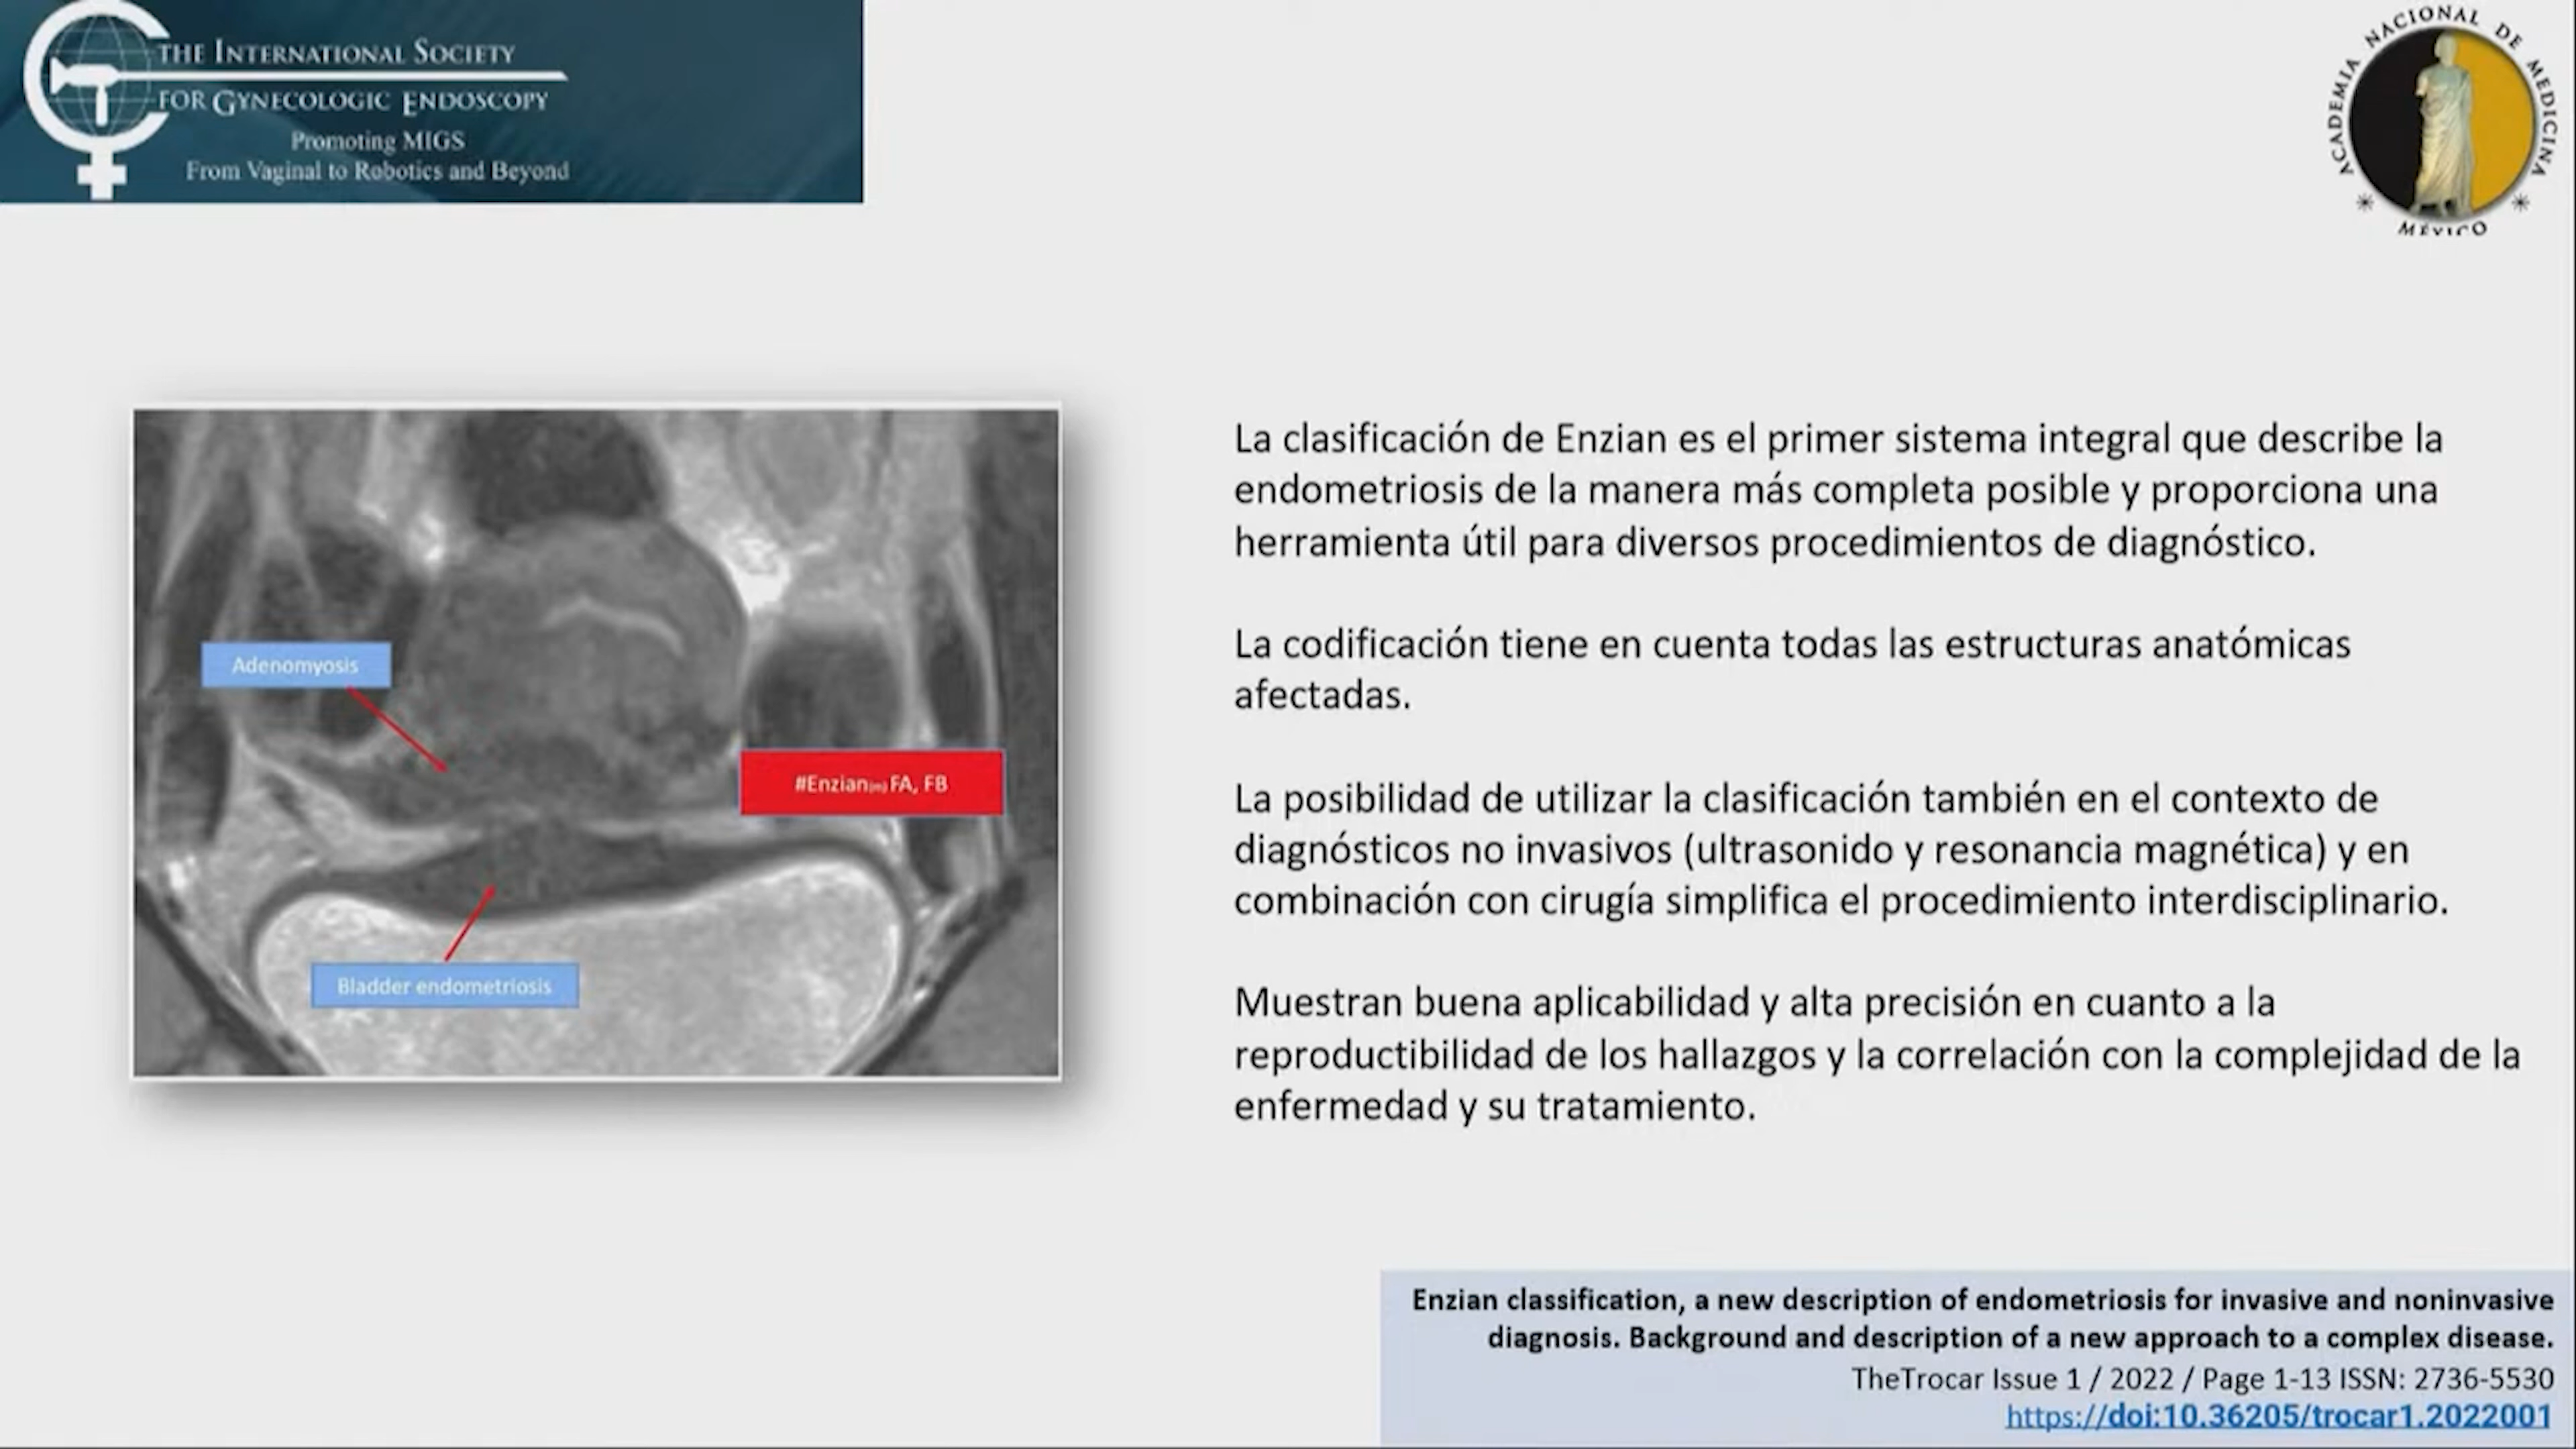 THE INTERNATIONAL SOCIETY
FOR GYNECOLOGIC ENDOSCOPY
Promoting MIGS
From Vaginal to Robotics and Beyond
ACADEMIA NACIONAL DE MEDICINA
MÉXICO
Adenomyosis
#Enzian(m) FA, FB
Bladder endometriosis
La clasificación de Enzian es el primer sistema integral que describe la
endometriosis de la manera más completa posible y proporciona una
herramienta útil para diversos procedimientos de diagnóstico.
La codificación tiene en cuenta todas las estructuras anatómicas
afectadas.
La posibilidad de utilizar la clasificación también en el contexto de
diagnósticos no invasivos (ultrasonido y resonancia magnética) y en
combinación con cirugía simplifica el procedimiento interdisciplinario.
Muestran buena aplicabilidad y alta precisión en cuanto a la
reproductibilidad de los hallazgos y la correlación con la complejidad de la
enfermedad y su tratamiento.
Enzian classification, a new description of endometriosis for invasive and noninvasive
diagnosis. Background and description of a new approach to a complex disease.
TheTrocar Issue 1 / 2022 / Page 1-13 ISSN: 2736-5530
https://doi:10.36205/trocar1.2022001